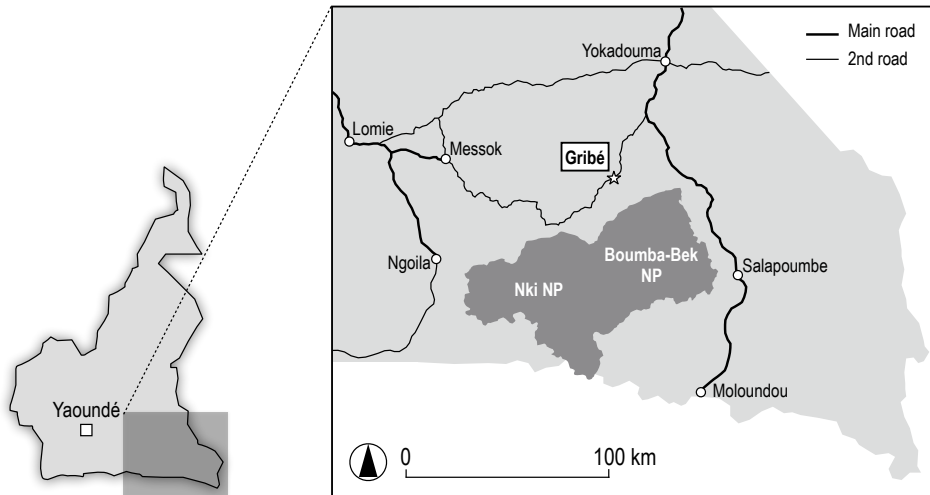 Main road
2nd road
Yokadouma
Lomie
Messok
Gribé
Ngoila
Boumba-Bek
NP
Nki NP
Salapoumbe
Moloundou
Yaoundé
0
100 km